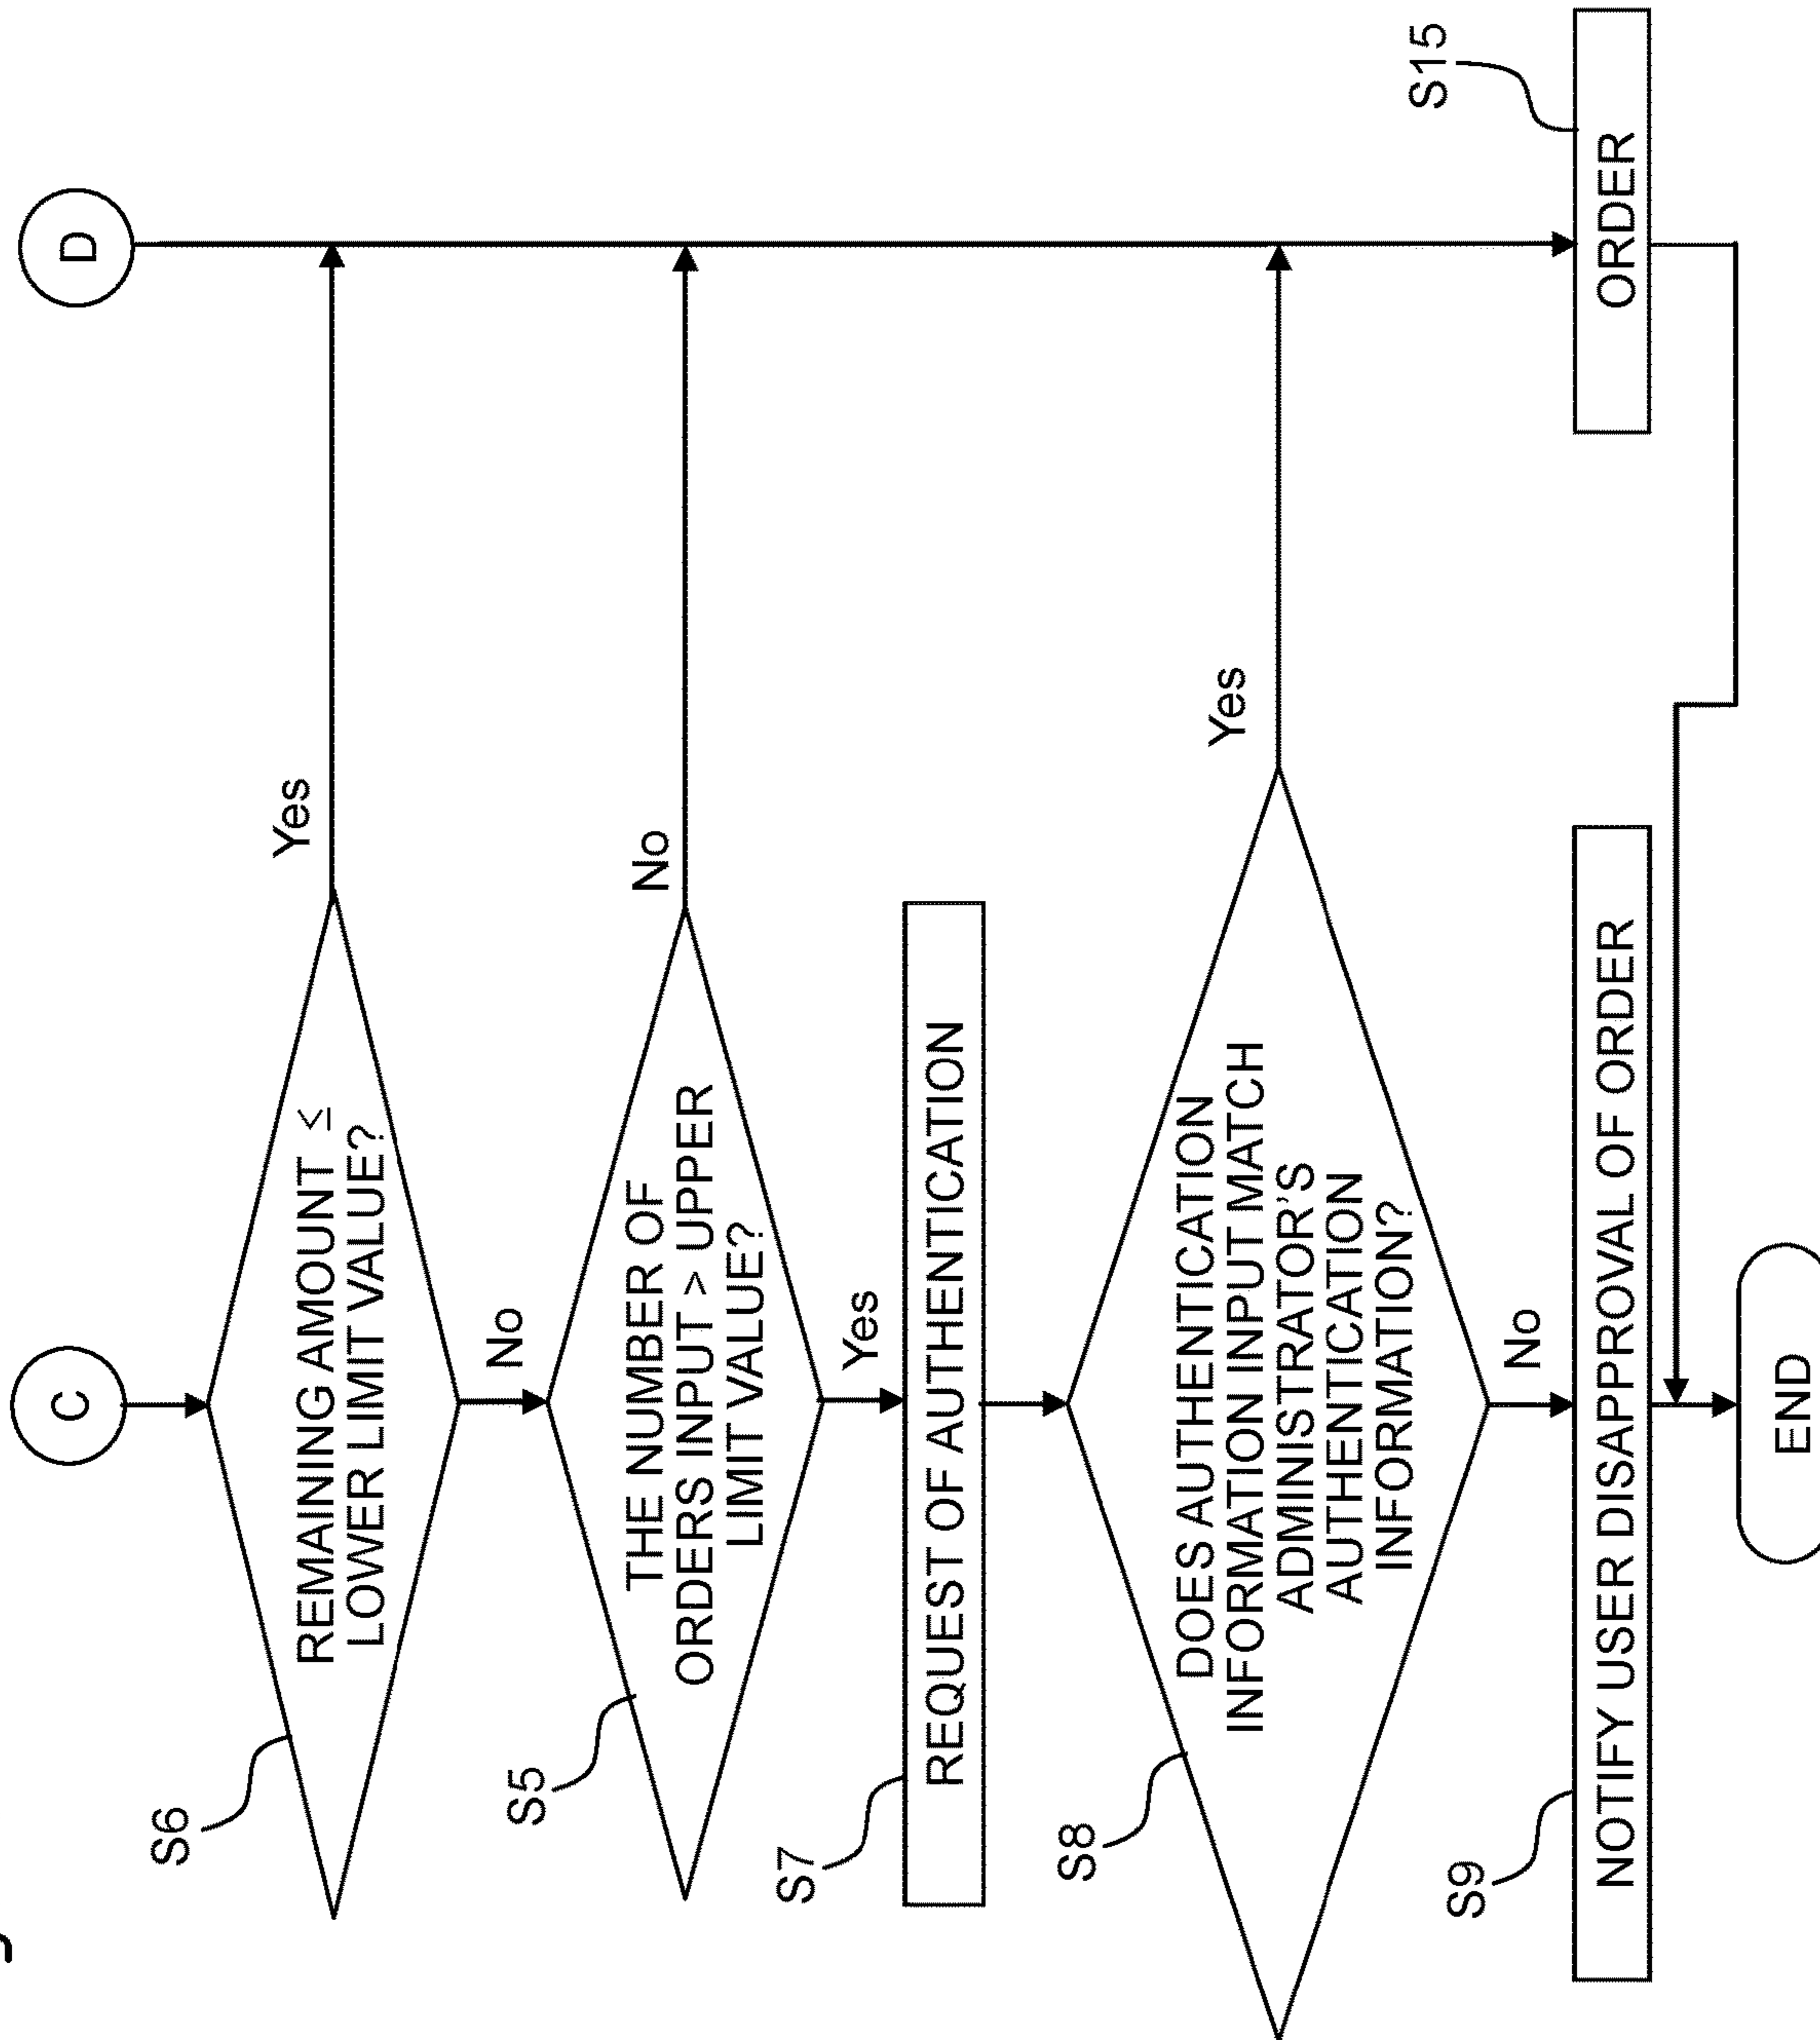 C
D
S6
REMAINING AMOUNT ≤
LOWER LIMIT VALUE?
Yes
No
S5
THE NUMBER OF
ORDERS INPUT > UPPER
LIMIT VALUE?
No
Yes
S7
REQUEST OF AUTHENTICATION
S8
DOES AUTHENTICATION
INFORMATION INPUT MATCH
ADMINISTRATOR'S
AUTHENTICATION
INFORMATION?
Yes
No
S9
NOTIFY USER DISAPPROVAL OF ORDER
S15
ORDER
END